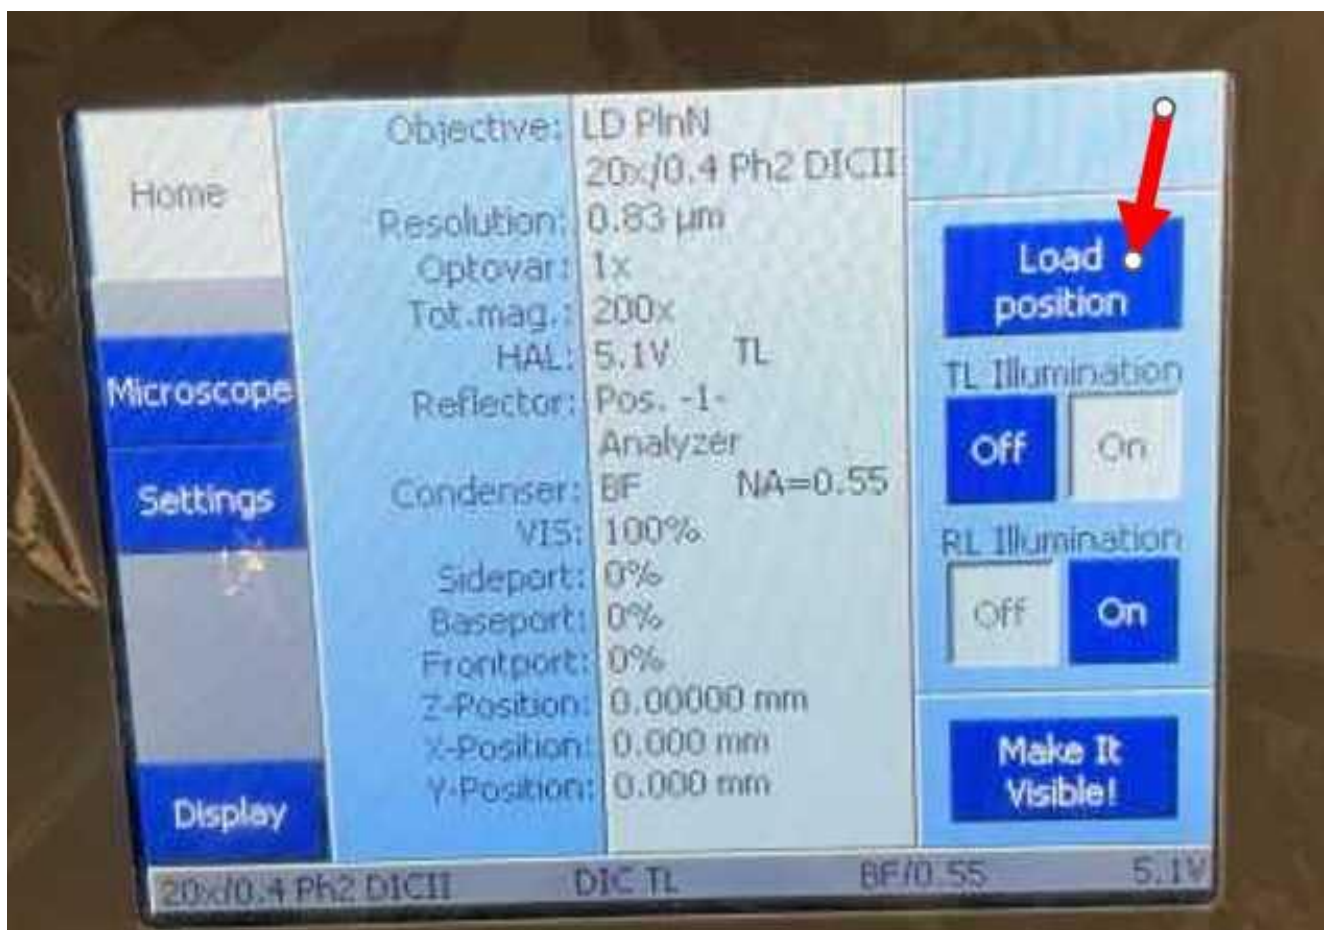 Home
Microscope
Settings
Display
Objective: LD PlnN
20x/0.4 Ph2 DICII
Resolution: 0.83 µm
Optovar: 1x
Tot.mag.: 200x
HAL: 5.1V TL
Reflector: Pos. -1-
Analyzer
Condenser: BF NA=0.55
VIS: 100%
Sideport: 0%
Baseport: 0%
Frontport: 0%
Z-Position: 0.00000 mm
X-Position: 0.000 mm
Y-Position: 0.000 mm
Load
position
TL Illumination
Off On
RL Illumination
Off On
Make It
Visible!
20x/0.4 Ph2 DICII DIC TL BF/0.55 5.1V